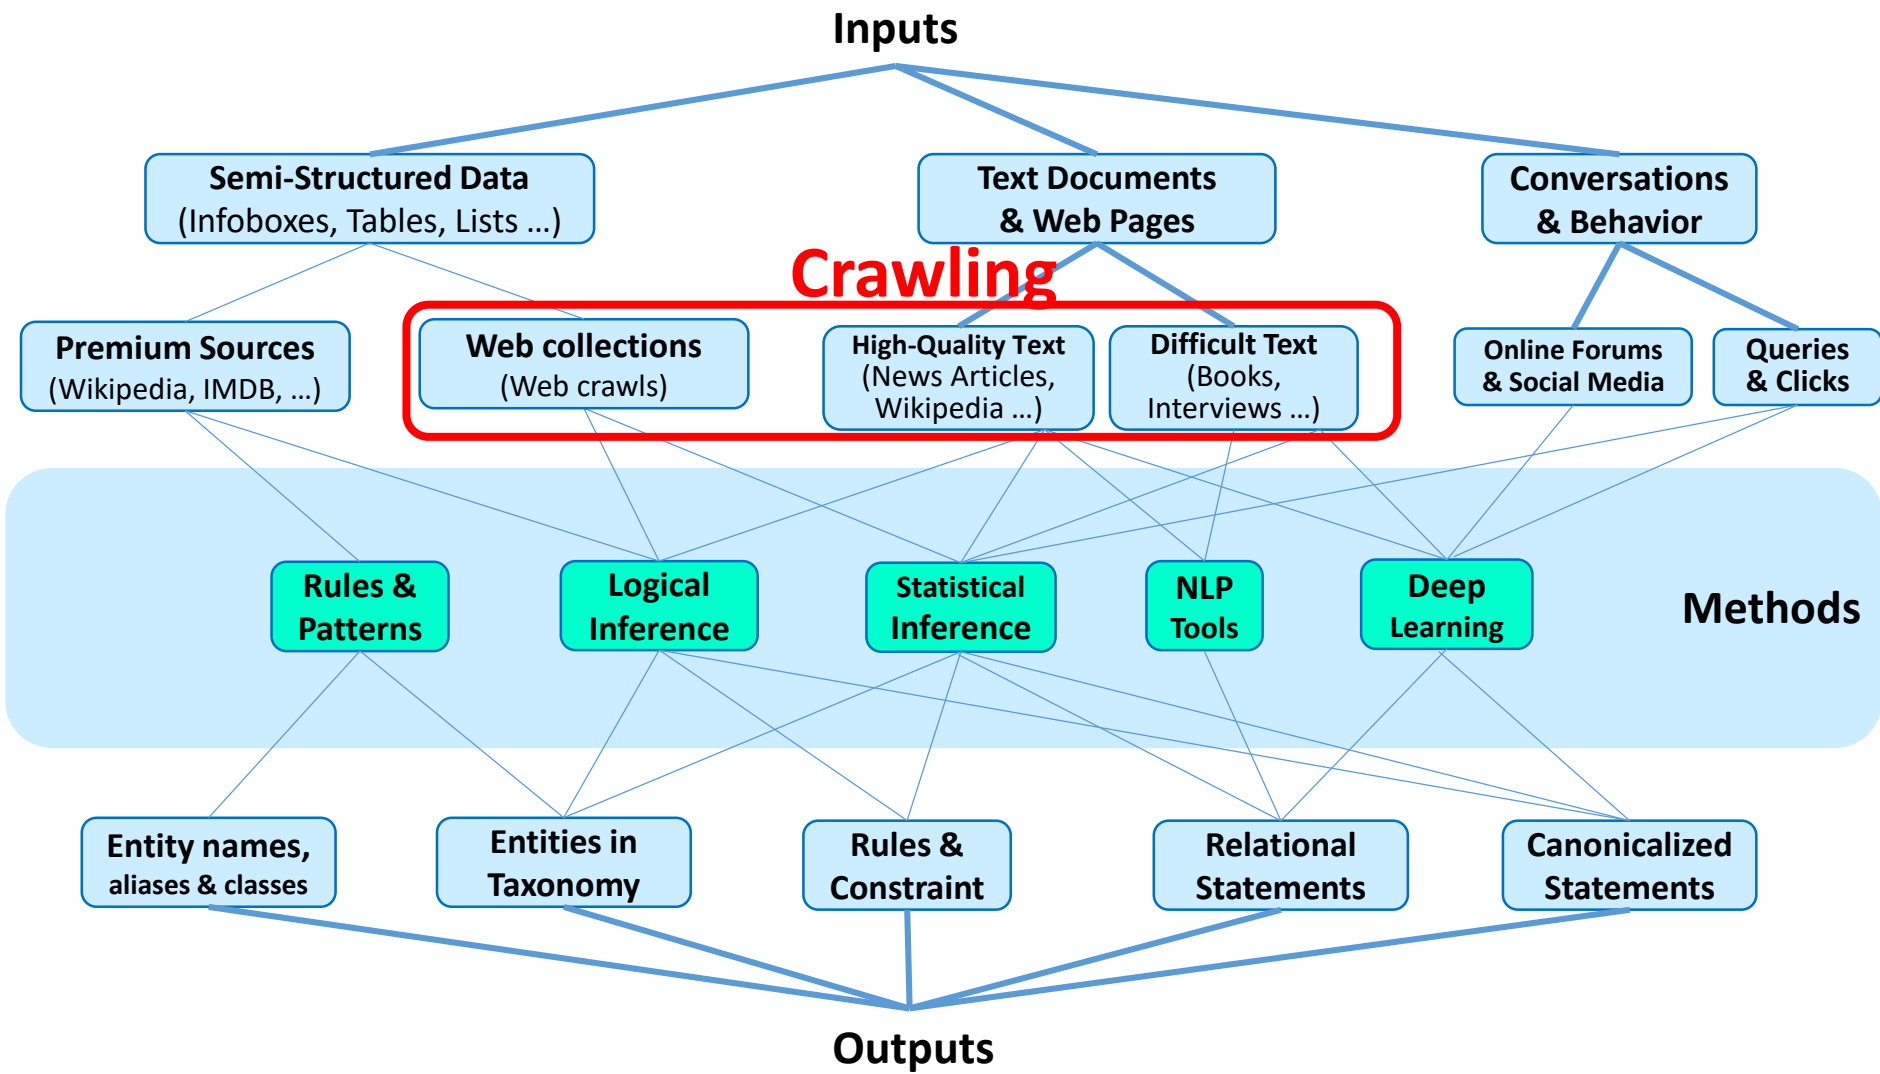 Inputs
Semi-Structured Data
(Infoboxes, Tables, Lists ...)
Text Documents
& Web Pages
Conversations
& Behavior
Crawling
Premium Sources
(Wikipedia, IMDB, ...)
Web collections
(Web crawls)
High-Quality Text
(News Articles,
Wikipedia ...)
Difficult Text
(Books,
Interviews ...)
Online Forums
& Social Media
Queries
& Clicks
Rules &
Patterns
Logical
Inference
Statistical
Inference
NLP
Tools
Deep
Learning
Methods
Entity names,
aliases & classes
Entities in
Taxonomy
Rules &
Constraint
Relational
Statements
Canonicalized
Statements
Outputs